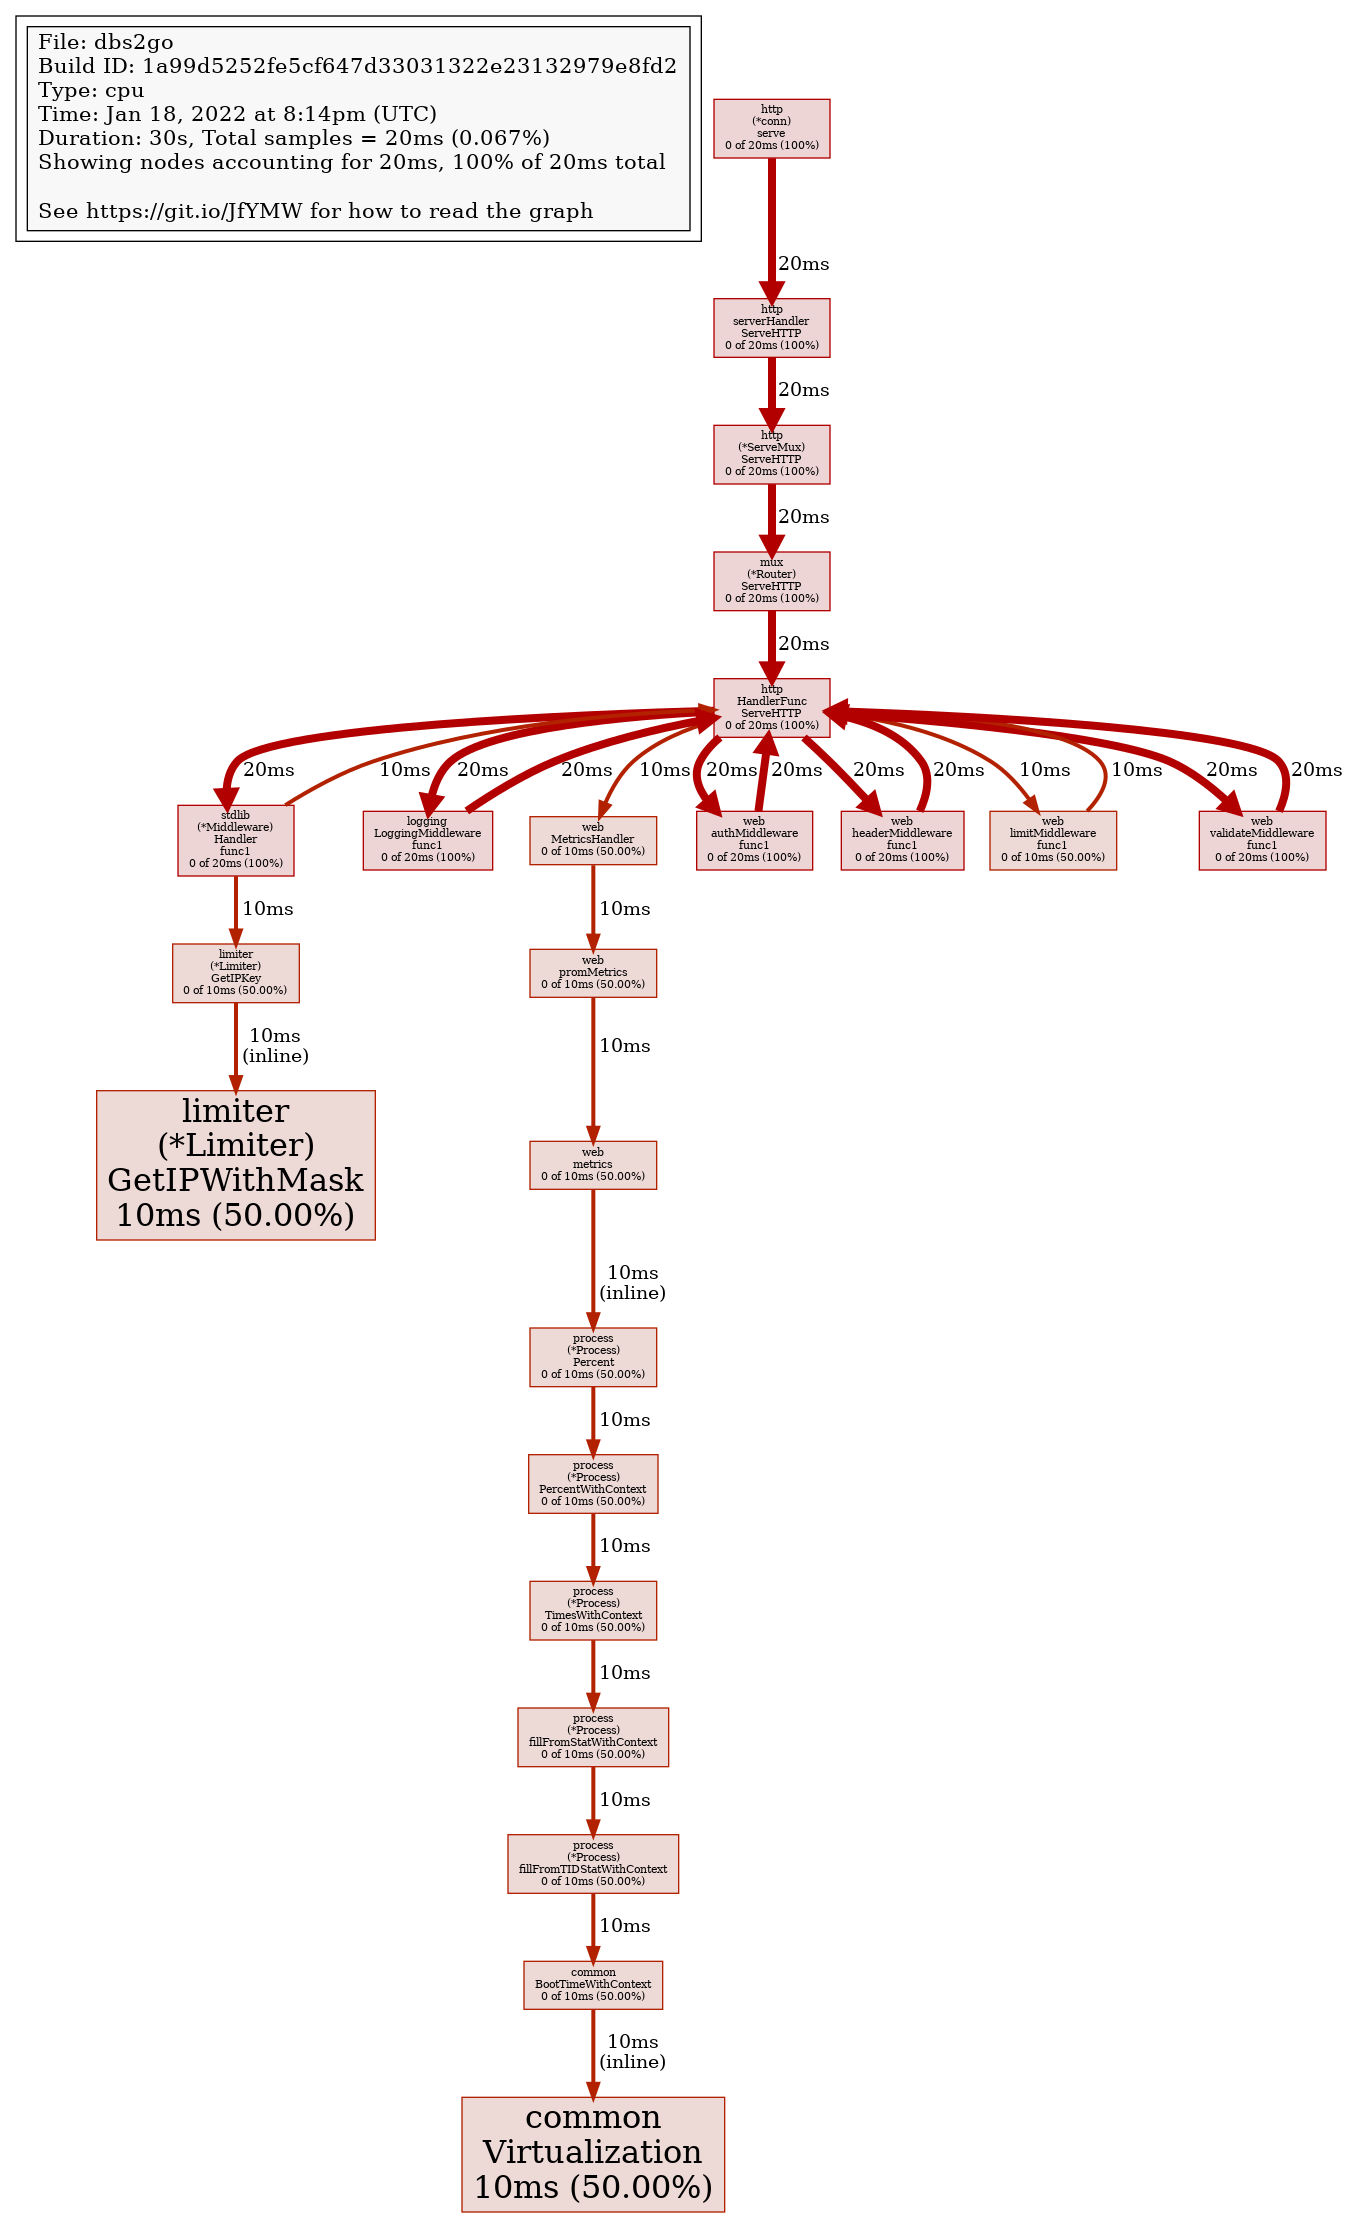 File: dbs2go
Build ID: 1a99d5252fe5cf647d33031322e23132979e8fd2
Type: cpu
Time: Jan 18, 2022 at 8:14pm (UTC)
Duration: 30s, Total samples = 20ms (0.067%)
Showing nodes accounting for 20ms, 100% of 20ms total
See https://git.io/JfYMW for how to read the graph
http
(*conn)
serve
0 of 20ms (100%)
20ms
http
serverHandler
ServeHTTP
0 of 20ms (100%)
20ms
http
(*ServeMux)
ServeHTTP
0 of 20ms (100%)
20ms
mux
(*Router)
ServeHTTP
0 of 20ms (100%)
20ms
http
HandlerFunc
ServeHTTP
0 of 20ms (100%)
20ms
10ms
20ms
20ms
10ms
20ms
20ms
20ms
20ms
10ms
10ms
20ms
20ms
stdlib
(*Middleware)
Handler
func1
0 of 20ms (100%)
logging
LoggingMiddleware
func1
0 of 20ms (100%)
web
MetricsHandler
0 of 10ms (50.00%)
web
authMiddleware
func1
0 of 20ms (100%)
web
headerMiddleware
func1
0 of 20ms (100%)
web
limitMiddleware
func1
0 of 10ms (50.00%)
web
validateMiddleware
func1
0 of 20ms (100%)
10ms
10ms
limiter
(*Limiter)
GetIPKey
0 of 10ms (50.00%)
web
promMetrics
0 of 10ms (50.00%)
10ms
(inline)
10ms
limiter
(*Limiter)
GetIPWithMask
10ms (50.00%)
web
metrics
0 of 10ms (50.00%)
10ms
(inline)
process
(*Process)
Percent
0 of 10ms (50.00%)
10ms
process
(*Process)
PercentWithContext
0 of 10ms (50.00%)
10ms
process
(*Process)
TimesWithContext
0 of 10ms (50.00%)
10ms
process
(*Process)
fillFromStatWithContext
0 of 10ms (50.00%)
10ms
process
(*Process)
fillFromTIDStatWithContext
0 of 10ms (50.00%)
10ms
common
BootTimeWithContext
0 of 10ms (50.00%)
10ms
(inline)
common
Virtualization
10ms (50.00%)